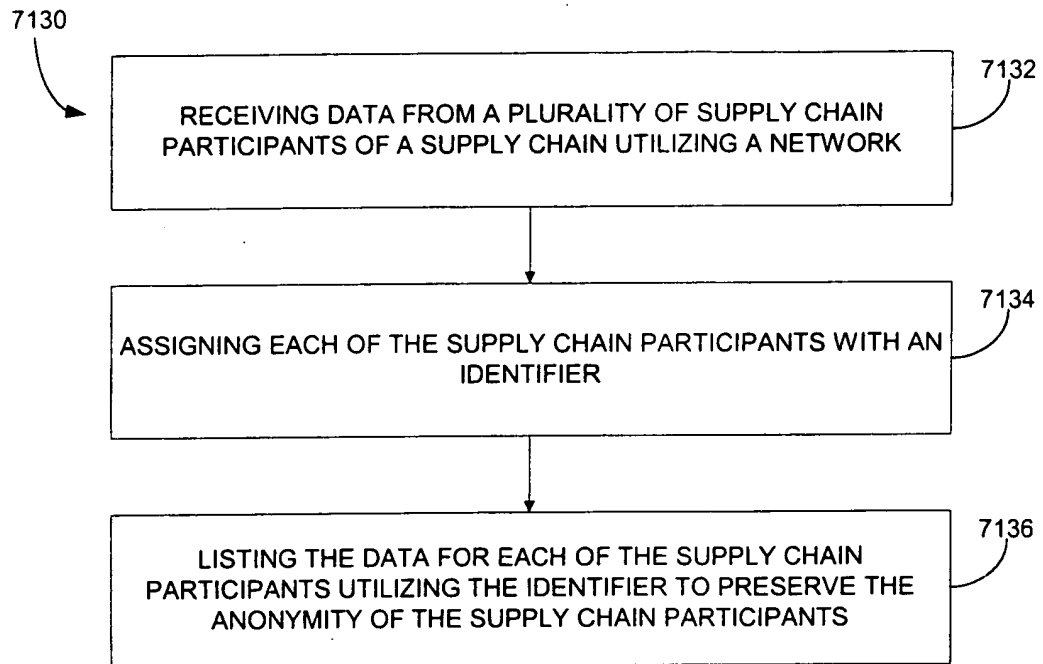 7130
7132
RECEIVING DATA FROM A PLURALITY OF SUPPLY CHAIN
PARTICIPANTS OF A SUPPLY CHAIN UTILIZING A NETWORK
7134
ASSIGNING EACH OF THE SUPPLY CHAIN PARTICIPANTS WITH AN
IDENTIFIER
7136
LISTING THE DATA FOR EACH OF THE SUPPLY CHAIN
PARTICIPANTS UTILIZING THE IDENTIFIER TO PRESERVE THE
ANONYMITY OF THE SUPPLY CHAIN PARTICIPANTS